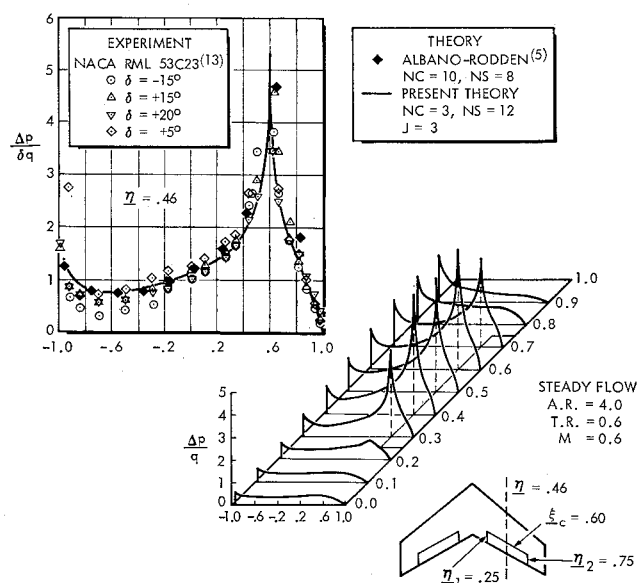 6
5
4
3
2
1
0
Δp
δq
EXPERIMENT
NACA RML 53C23(13)
⊙ δ = -15°
△ δ = +15°
▽ δ = +20°
◇ δ = +5°
η = .46
-1.0
-.6
-.2
.2
.6
1.0
THEORY
◆ ALBANO-RODDEN(5)
NC = 10, NS = 8
PRESENT THEORY
NC = 3, NS = 12
J = 3
1.0
0.9
0.8
0.7
0.6
0.5
0.4
0.3
0.2
0.1
0.0
5
4
3
2
1
0
Δp
q
-1.0
-.6
-.2
.2
.6
1.0
STEADY FLOW
A.R. = 4.0
T.R. = 0.6
M = 0.6
η = .46
ξc = .60
η2 = .75
η1 = .25